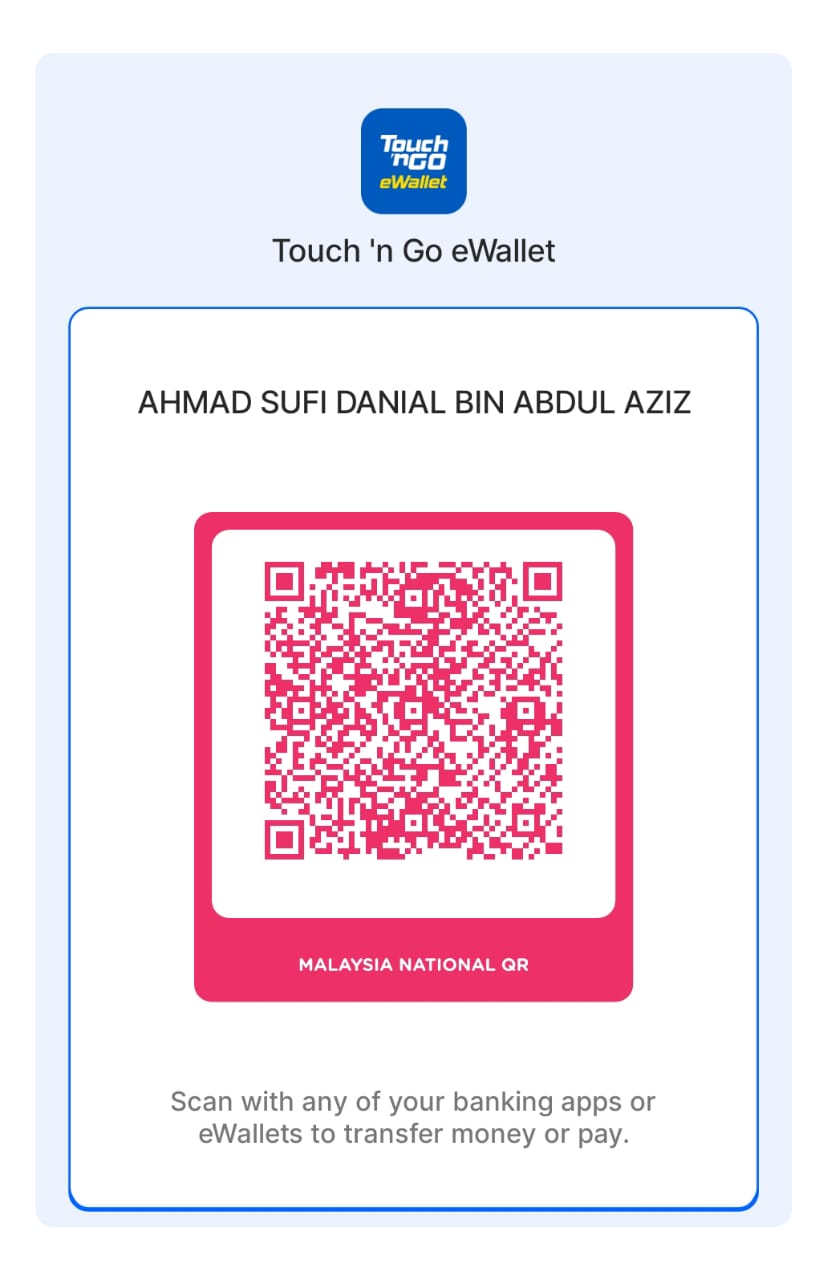 Touch
'nGO
eWallet
Touch 'n Go eWallet
AHMAD SUFI DANIAL BIN ABDUL AZIZ
MALAYSIA NATIONAL QR
Scan with any of your banking apps or
eWallets to transfer money or pay.